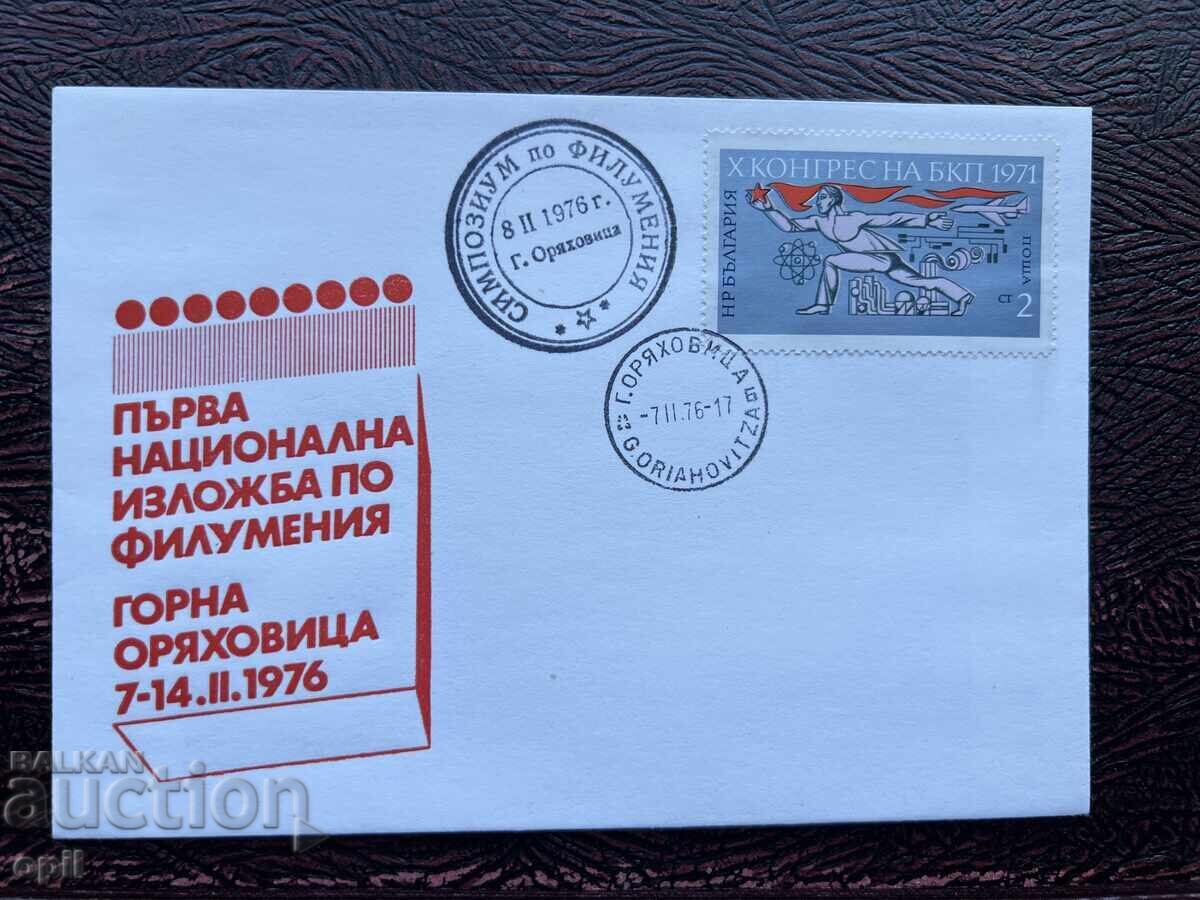 СИМПОЗИУМ по ФИЛУМЕНИЯ
8 II 1976 г.
Г. Оряховица
X КОНГРЕС НА БКП 1971
НР БЪЛГАРИЯ
ПОЩА
2
Г. ОРЯХОВИЦА
-7 II.76-17
G. ORIAHOVITZA
ПЪРВА
НАЦИОНАЛНА
ИЗЛОЖБА ПО
ФИЛУМЕНИЯ
ГОРНА
ОРЯХОВИЦА
7-14.II.1976
BALKAN
auction
opil